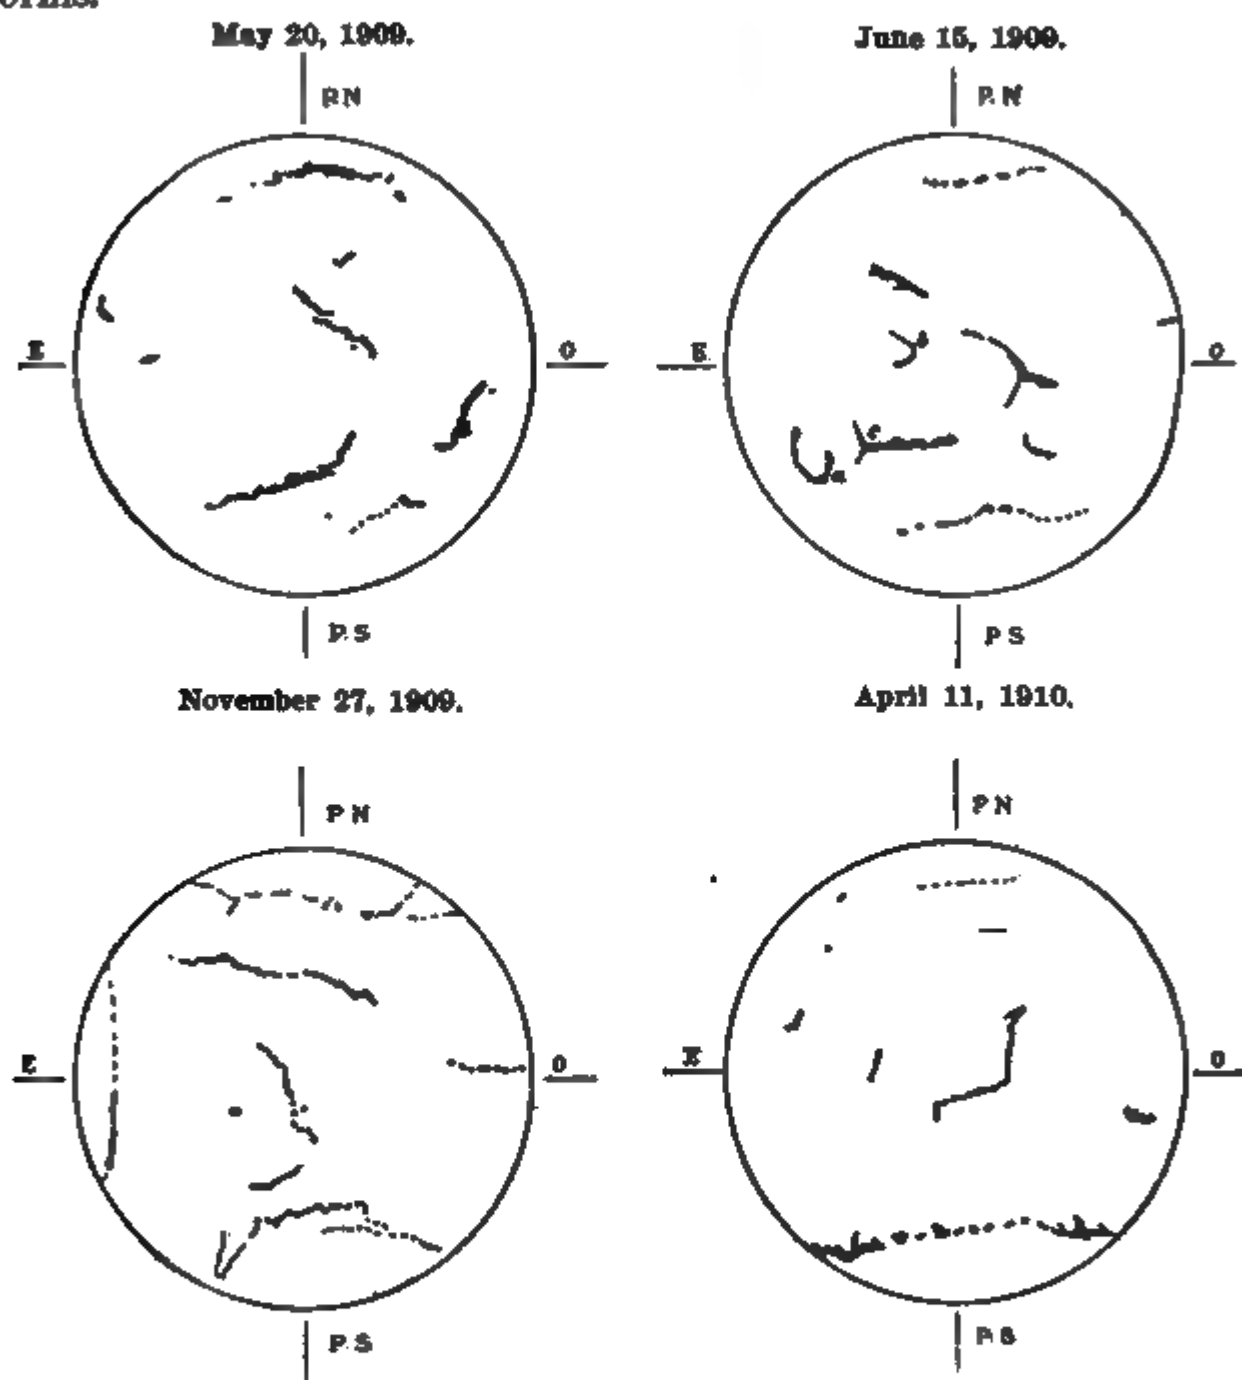 May 20, 1909.
June 15, 1909.
P.N
P.N
E
O
E
O
b
c
a
P.S
P S
November 27, 1909.
April 11, 1910.
P N
P N
E
O
E
O
P.S
P.S